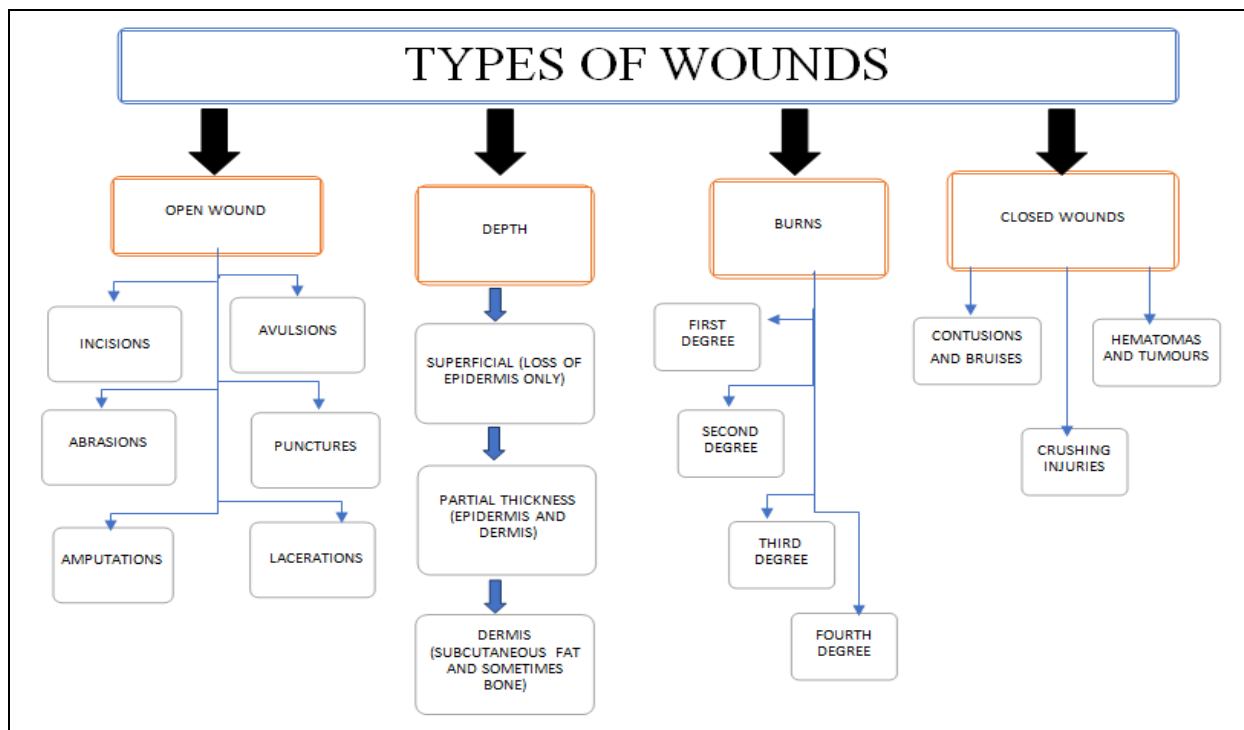 TYPES OF WOUNDS
OPEN WOUND
INCISIONS
AVULSIONS
ABRASIONS
PUNCTURES
AMPUTATIONS
LACERATIONS
DEPTH
SUPERFICIAL (LOSS OF
EPIDERMIS ONLY)
PARTIAL THICKNESS
(EPIDERMIS AND
DERMIS)
DERMIS
(SUBCUTANEOUS FAT
AND SOMETIMES
BONE)
BURNS
FIRST
DEGREE
SECOND
DEGREE
THIRD
DEGREE
FOURTH
DEGREE
CLOSED WOUNDS
CONTUSIONS
AND BRUISES
CRUSHING
INJURIES
HEMATOMAS
AND TUMOURS